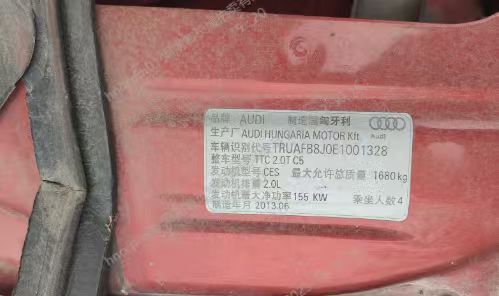 品牌 AUDI 制造国匈牙利
生产厂 AUDI HUNGARIA MOTOR Kft Audi
车辆识别代号 TRUAFB8J0E1001328
整车型号 TTC 2.0T C5
发动机型号 CES 最大允许总质量 1680kg
发动机排量 2.0L
发动机最大净功率 155 KW 乘坐人数 4
制造年月 2013.06